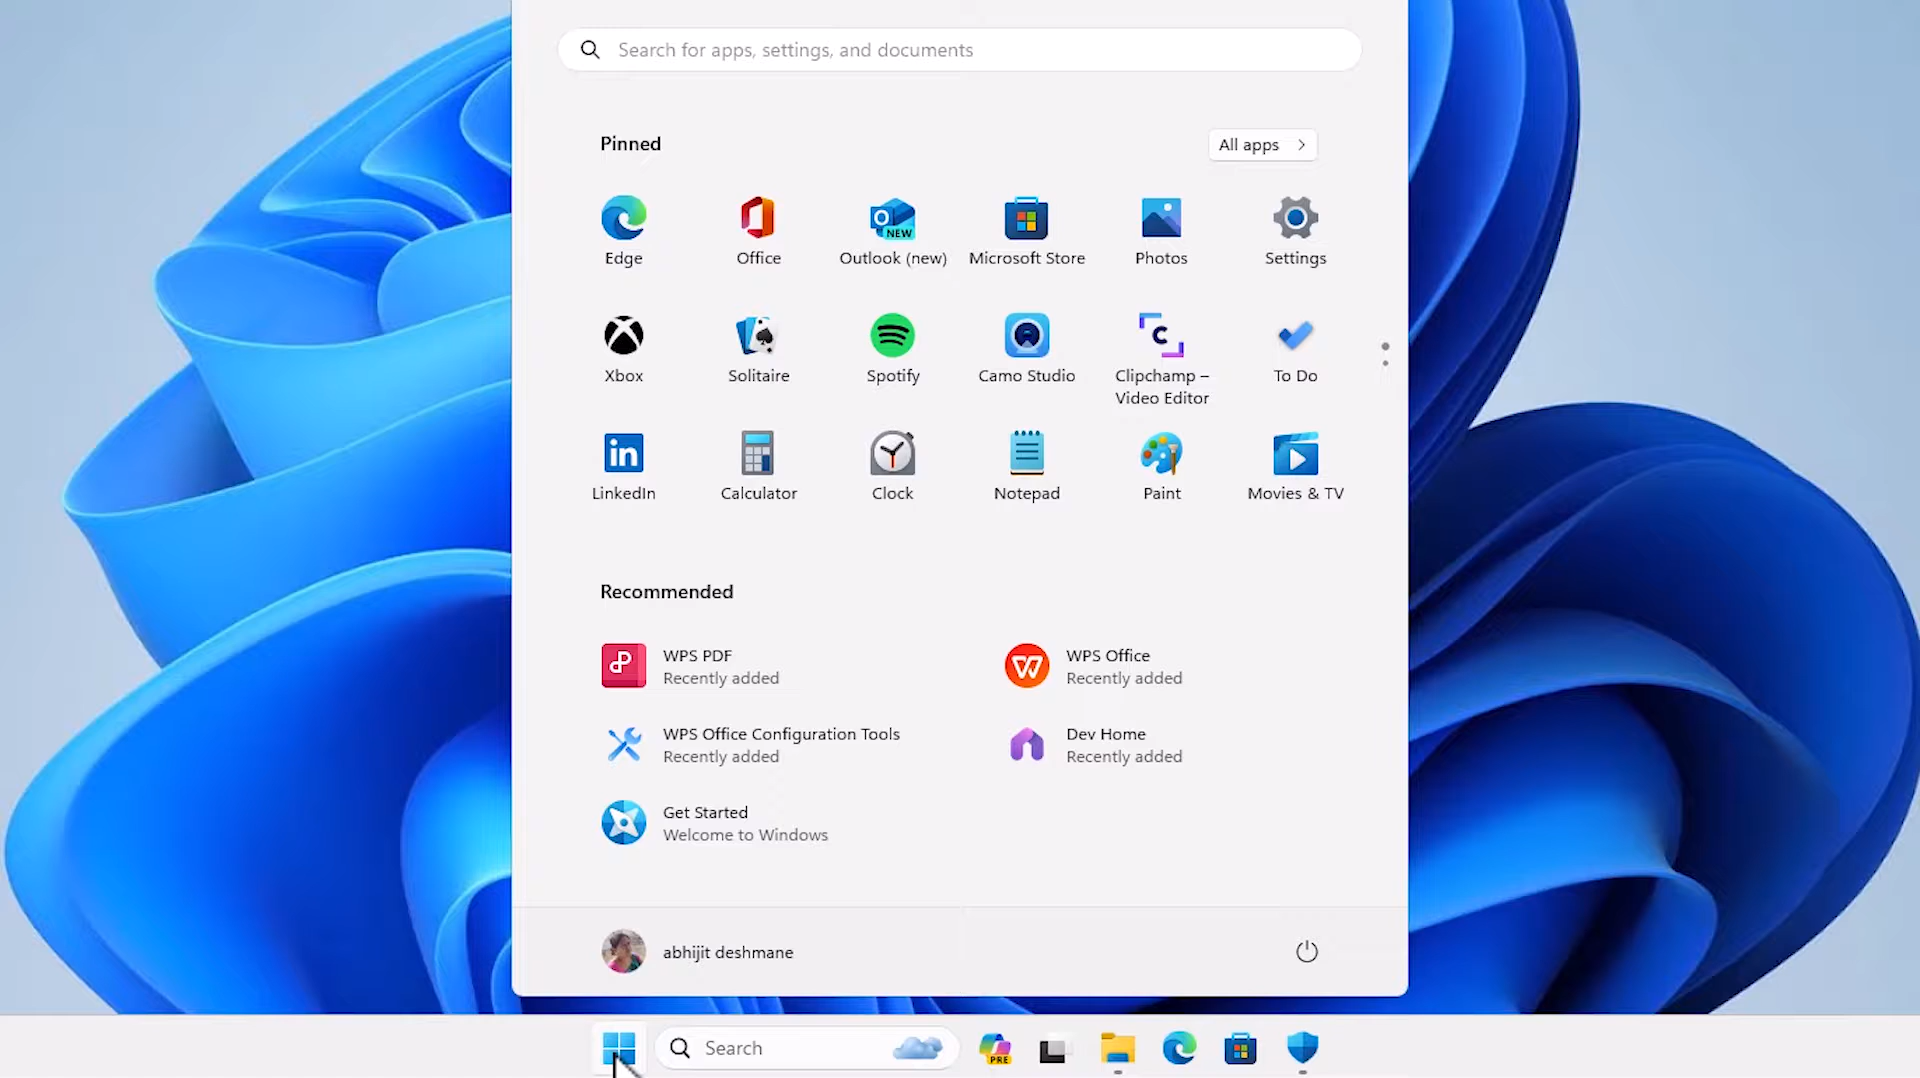 Search for apps, settings, and documents
Pinned
All apps
Edge
Office
NEW
Outlook (new)
Microsoft Store
Photos
Settings
Xbox
Solitaire
Spotify
Camo Studio
Clipchamp –
Video Editor
To Do
in
LinkedIn
Calculator
Clock
Notepad
Paint
Movies & TV
Recommended
WPS PDF
Recently added
WPS Office
Recently added
WPS Office Configuration Tools
Recently added
Dev Home
Recently added
Get Started
Welcome to Windows
abhijit deshmane
Search
PRE